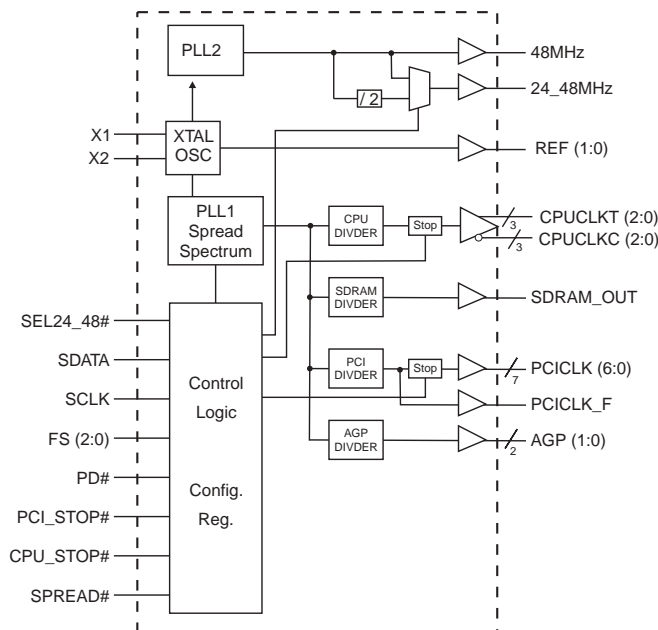 PLL2
48MHz
/ 2
24_48MHz
X1
X2
XTAL
OSC
REF (1:0)
PLL1
Spread
Spectrum
CPU
DIVDER
Stop
3
CPUCLKT (2:0)
3
CPUCLKC (2:0)
SDRAM
DIVDER
SDRAM_OUT
SEL24_48#
SDATA
SCLK
FS (2:0)
PD#
PCI_STOP#
CPU_STOP#
SPREAD#
Control
Logic
Config.
Reg.
PCI
DIVDER
Stop
7
PCICLK (6:0)
PCICLK_F
AGP
DIVDER
2
AGP (1:0)